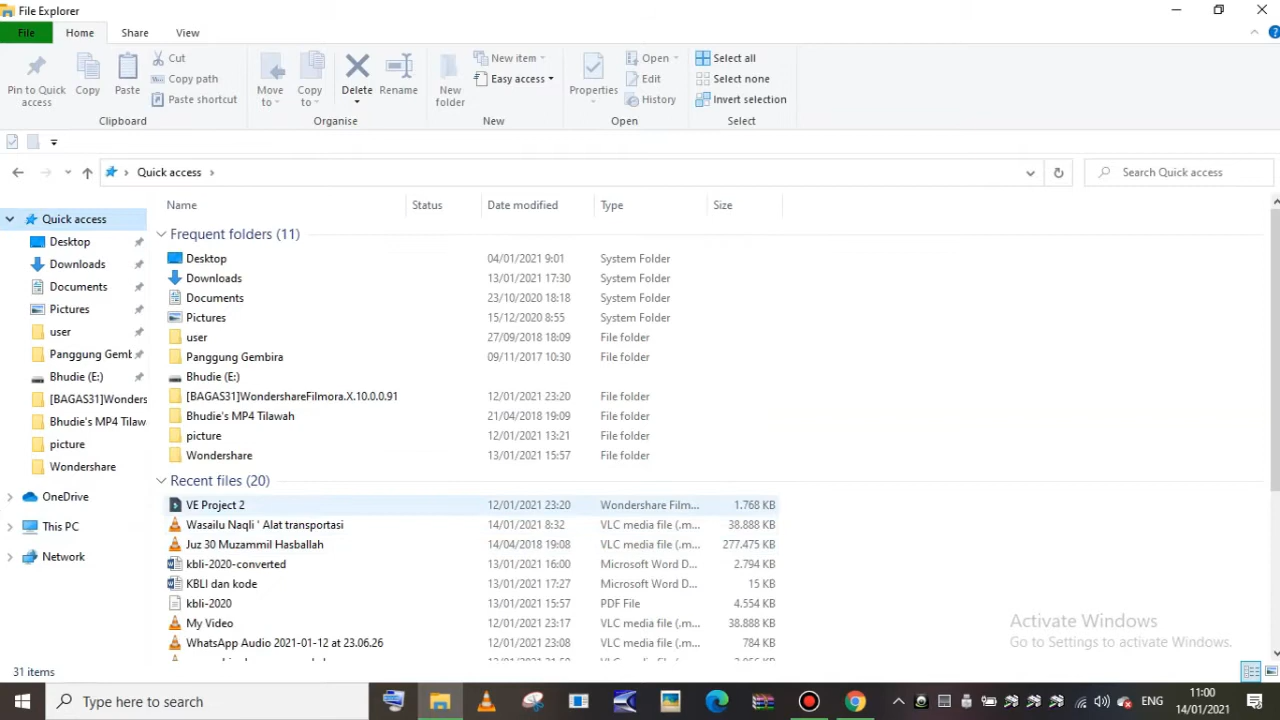 File Explorer
File Home Share View
Pin to Quick access
Copy
Paste
Cut
Copy path
Paste shortcut
Clipboard
Move to
Copy to
Delete
Rename
Organise
New folder
New item
Easy access
New
Properties
Open
Edit
History
Open
Select all
Select none
Invert selection
Select
Quick access
Search Quick access
Quick access
Desktop
Downloads
Documents
Pictures
user
Panggung Gemb
Bhudie (E:)
[BAGAS31]Wonders
Bhudie's MP4 Tilaw
picture
Wondershare
OneDrive
This PC
Network
Name Status Date modified Type Size
Frequent folders (11)
Desktop 04/01/2021 9:01 System Folder
Downloads 13/01/2021 17:30 System Folder
Documents 23/10/2020 18:18 System Folder
Pictures 15/12/2020 8:55 System Folder
user 27/09/2018 18:09 File folder
Panggung Gembira 09/11/2017 10:30 File folder
Bhudie (E:)
[BAGAS31]WondershareFilmora.X.10.0.0.91 12/01/2021 23:20 File folder
Bhudie's MP4 Tilawah 21/04/2018 19:09 File folder
picture 12/01/2021 13:21 File folder
Wondershare 13/01/2021 15:57 File folder
Recent files (20)
VE Project 2 12/01/2021 23:20 Wondershare Film... 1.768 KB
Wasailu Naqli ' Alat transportasi 14/01/2021 8:32 VLC media file (.m... 38.888 KB
Juz 30 Muzammil Hasballah 14/04/2018 19:08 VLC media file (.m... 277.475 KB
kbli-2020-converted 13/01/2021 16:00 Microsoft Word D... 2.794 KB
KBLI dan kode 13/01/2021 17:27 Microsoft Word D... 15 KB
kbli-2020 13/01/2021 15:57 PDF File 4.554 KB
My Video 12/01/2021 23:17 VLC media file (.m... 38.888 KB
WhatsApp Audio 2021-01-12 at 23.06.26 12/01/2021 23:08 VLC media file (.m... 784 KB
Activate Windows
Go to Settings to activate Windows.
31 items
Type here to search
ENG
11:00
14/01/2021